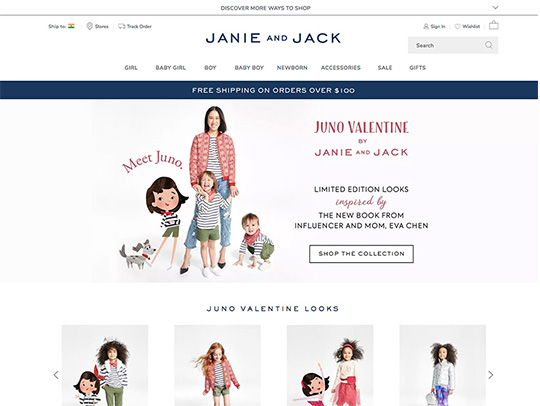 DISCOVER MORE WAYS TO SHOP
Ship to:
Stores
Track Order
JANIE AND JACK
Sign In
Wishlist
Search
GIRL
BABY GIRL
BOY
BABY BOY
NEWBORN
ACCESSORIES
SALE
GIFTS
FREE SHIPPING ON ORDERS OVER $100
Meet Juno.
JUNO VALENTINE
BY
JANIE AND JACK
LIMITED EDITION LOOKS
inspired by
THE NEW BOOK FROM
INFLUENCER AND MOM, EVA CHEN
SHOP THE COLLECTION
JUNO VALENTINE LOOKS